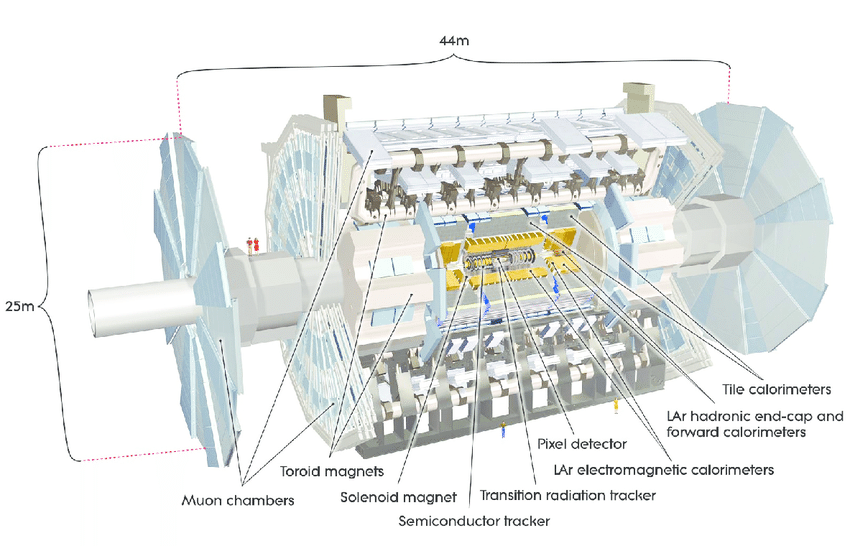 44m
25m
Tile calorimeters
LAr hadronic end-cap and
forward calorimeters
Pixel detector
LAr electromagnetic calorimeters
Toroid magnets
Muon chambers
Solenoid magnet
Transition radiation tracker
Semiconductor tracker